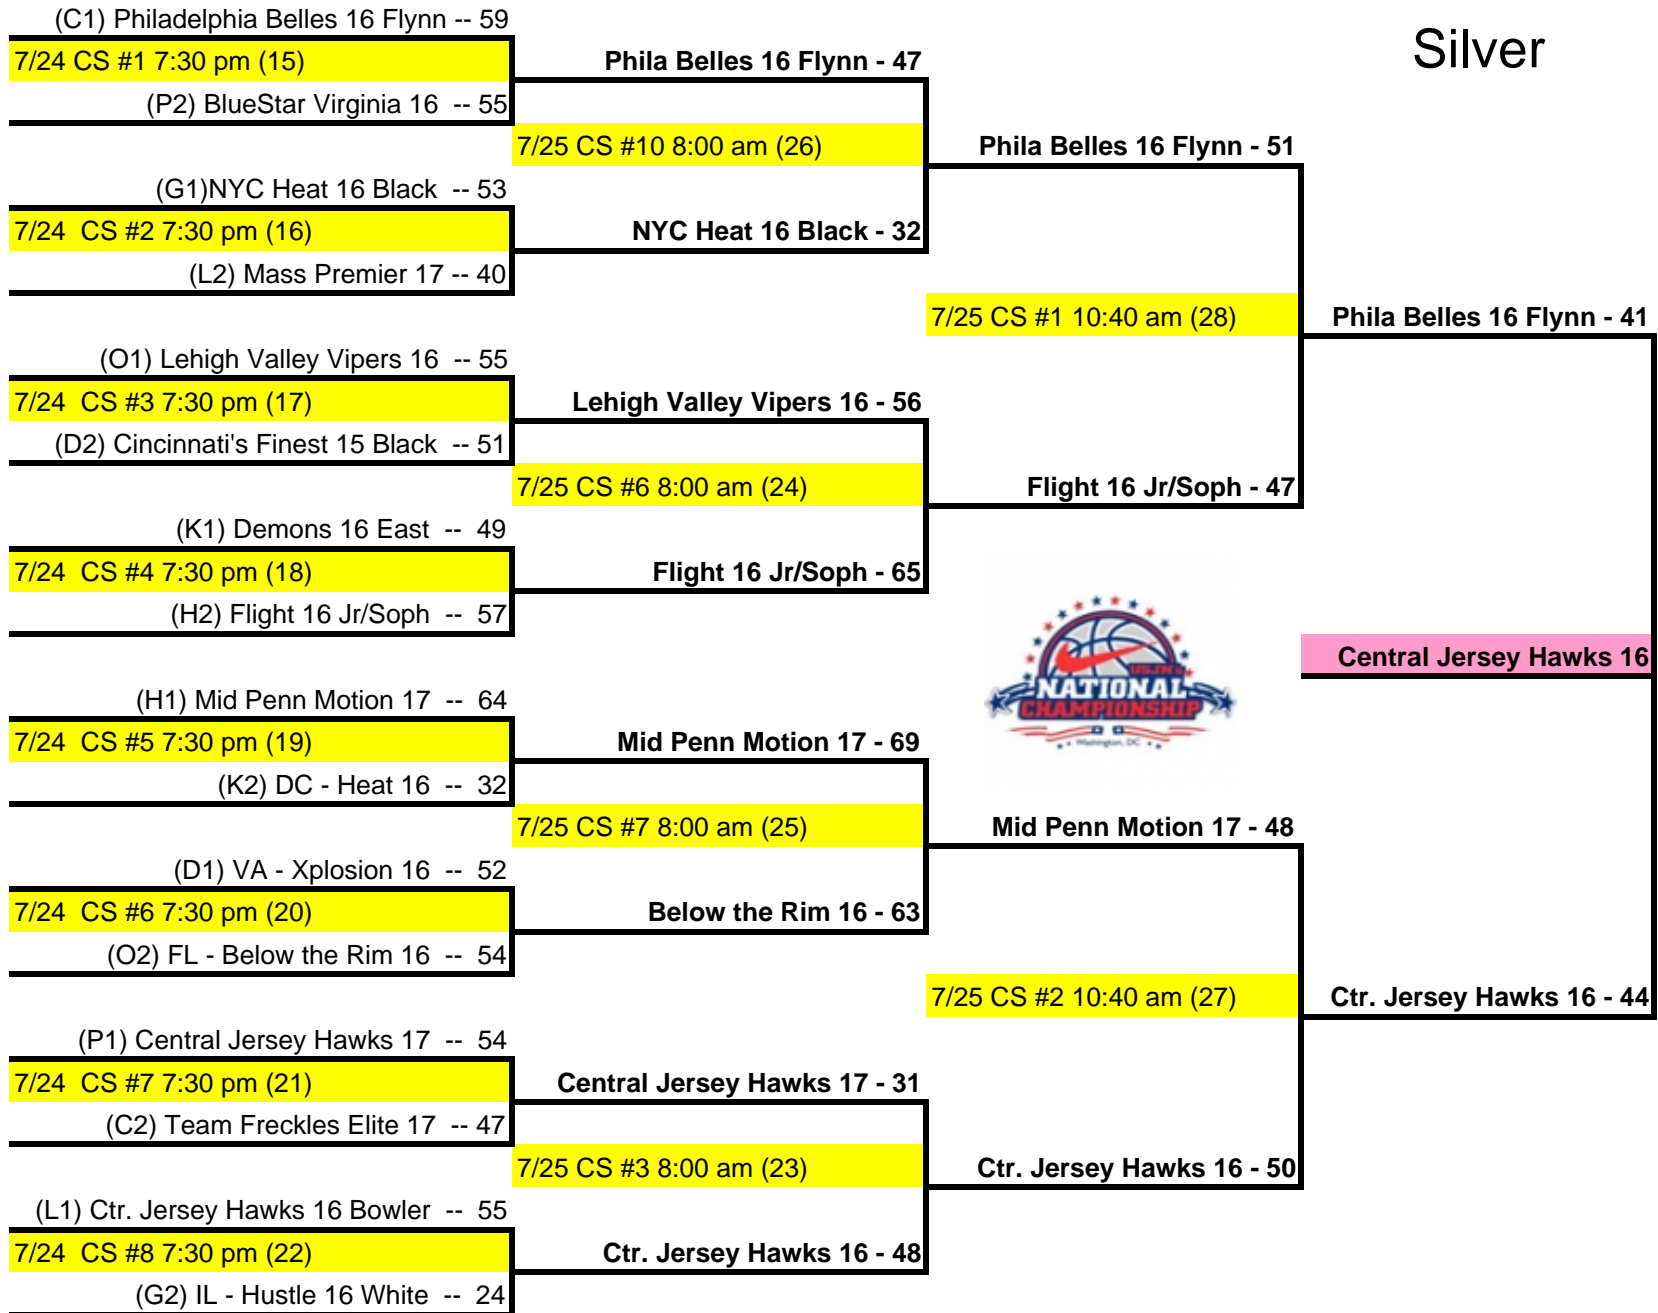 (C1) Philadelphia Belles 16 Flynn -- 59
Silver
7/24 CS #1 7:30 pm (15)
Phila Belles 16 Flynn - 47
(P2) BlueStar Virginia 16 -- 55
7/25 CS #10 8:00 am (26)
Phila Belles 16 Flynn - 51
(G1)NYC Heat 16 Black -- 53
7/24 CS #2 7:30 pm (16)
NYC Heat 16 Black - 32
(L2) Mass Premier 17 -- 40
7/25 CS #1 10:40 am (28)
Phila Belles 16 Flynn - 41
(O1) Lehigh Valley Vipers 16 -- 55
7/24 CS #3 7:30 pm (17)
Lehigh Valley Vipers 16 - 56
(D2) Cincinnati's Finest 15 Black -- 51
7/25 CS #6 8:00 am (24)
Flight 16 Jr/Soph - 47
(K1) Demons 16 East -- 49
7/24 CS #4 7:30 pm (18)
Flight 16 Jr/Soph - 65
(H2) Flight 16 Jr/Soph -- 57
USJN
NATIONAL
CHAMPIONSHIP
Washington, DC
Central Jersey Hawks 16
(H1) Mid Penn Motion 17 -- 64
7/24 CS #5 7:30 pm (19)
Mid Penn Motion 17 - 69
(K2) DC - Heat 16 -- 32
7/25 CS #7 8:00 am (25)
Mid Penn Motion 17 - 48
(D1) VA - Xplosion 16 -- 52
7/24 CS #6 7:30 pm (20)
Below the Rim 16 - 63
(O2) FL - Below the Rim 16 -- 54
7/25 CS #2 10:40 am (27)
Ctr. Jersey Hawks 16 - 44
(P1) Central Jersey Hawks 17 -- 54
7/24 CS #7 7:30 pm (21)
Central Jersey Hawks 17 - 31
(C2) Team Freckles Elite 17 -- 47
7/25 CS #3 8:00 am (23)
Ctr. Jersey Hawks 16 - 50
(L1) Ctr. Jersey Hawks 16 Bowler -- 55
7/24 CS #8 7:30 pm (22)
Ctr. Jersey Hawks 16 - 48
(G2) IL - Hustle 16 White -- 24